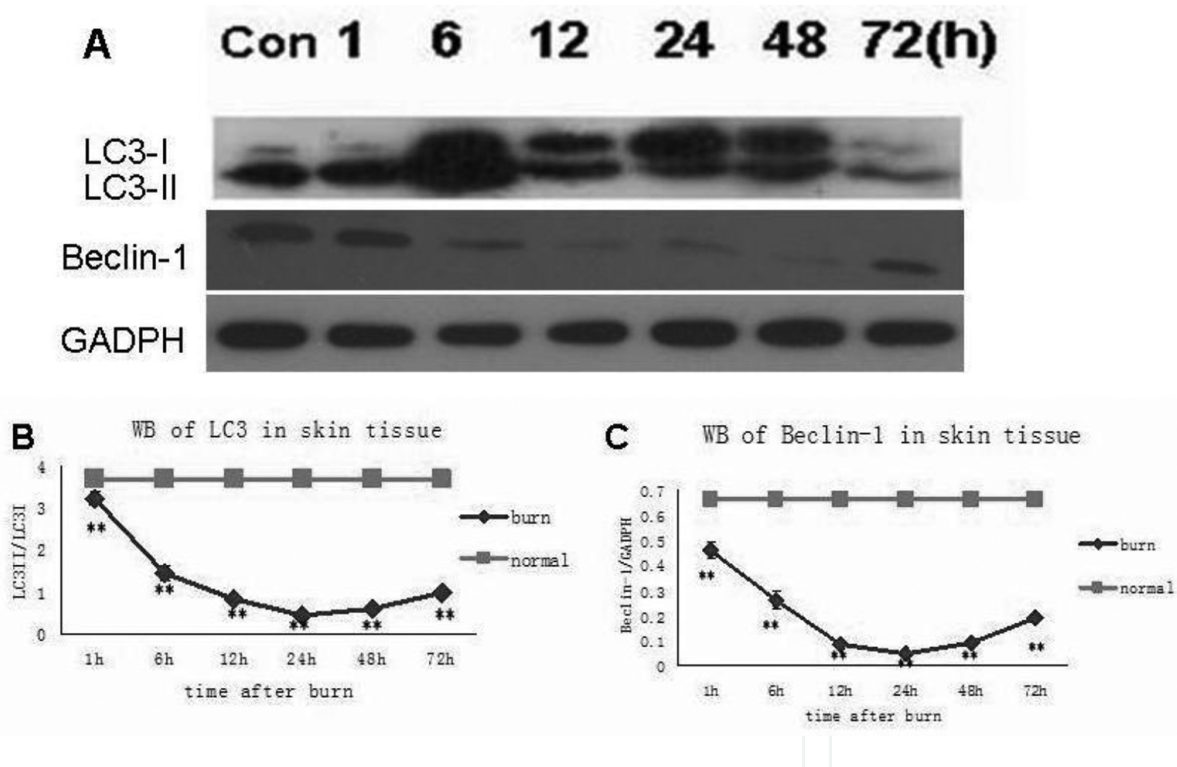 A
Con 1 6 12 24 48 72(h)
LC3-I
LC3-II
Beclin-1
GADPH
B
WB of LC3 in skin tissue
LC3II/LC3I
4
3
2
1
0
**
**
**
**
**
**
burn
normal
1h 6h 12h 24h 48h 72h
time after burn
C
WB of Beclin-1 in skin tissue
Beclin-1/GADPH
0.7
0.6
0.5
0.4
0.3
0.2
0.1
0
**
**
**
**
**
**
burn
normal
1h 6h 12h 24h 48h 72h
time after burn